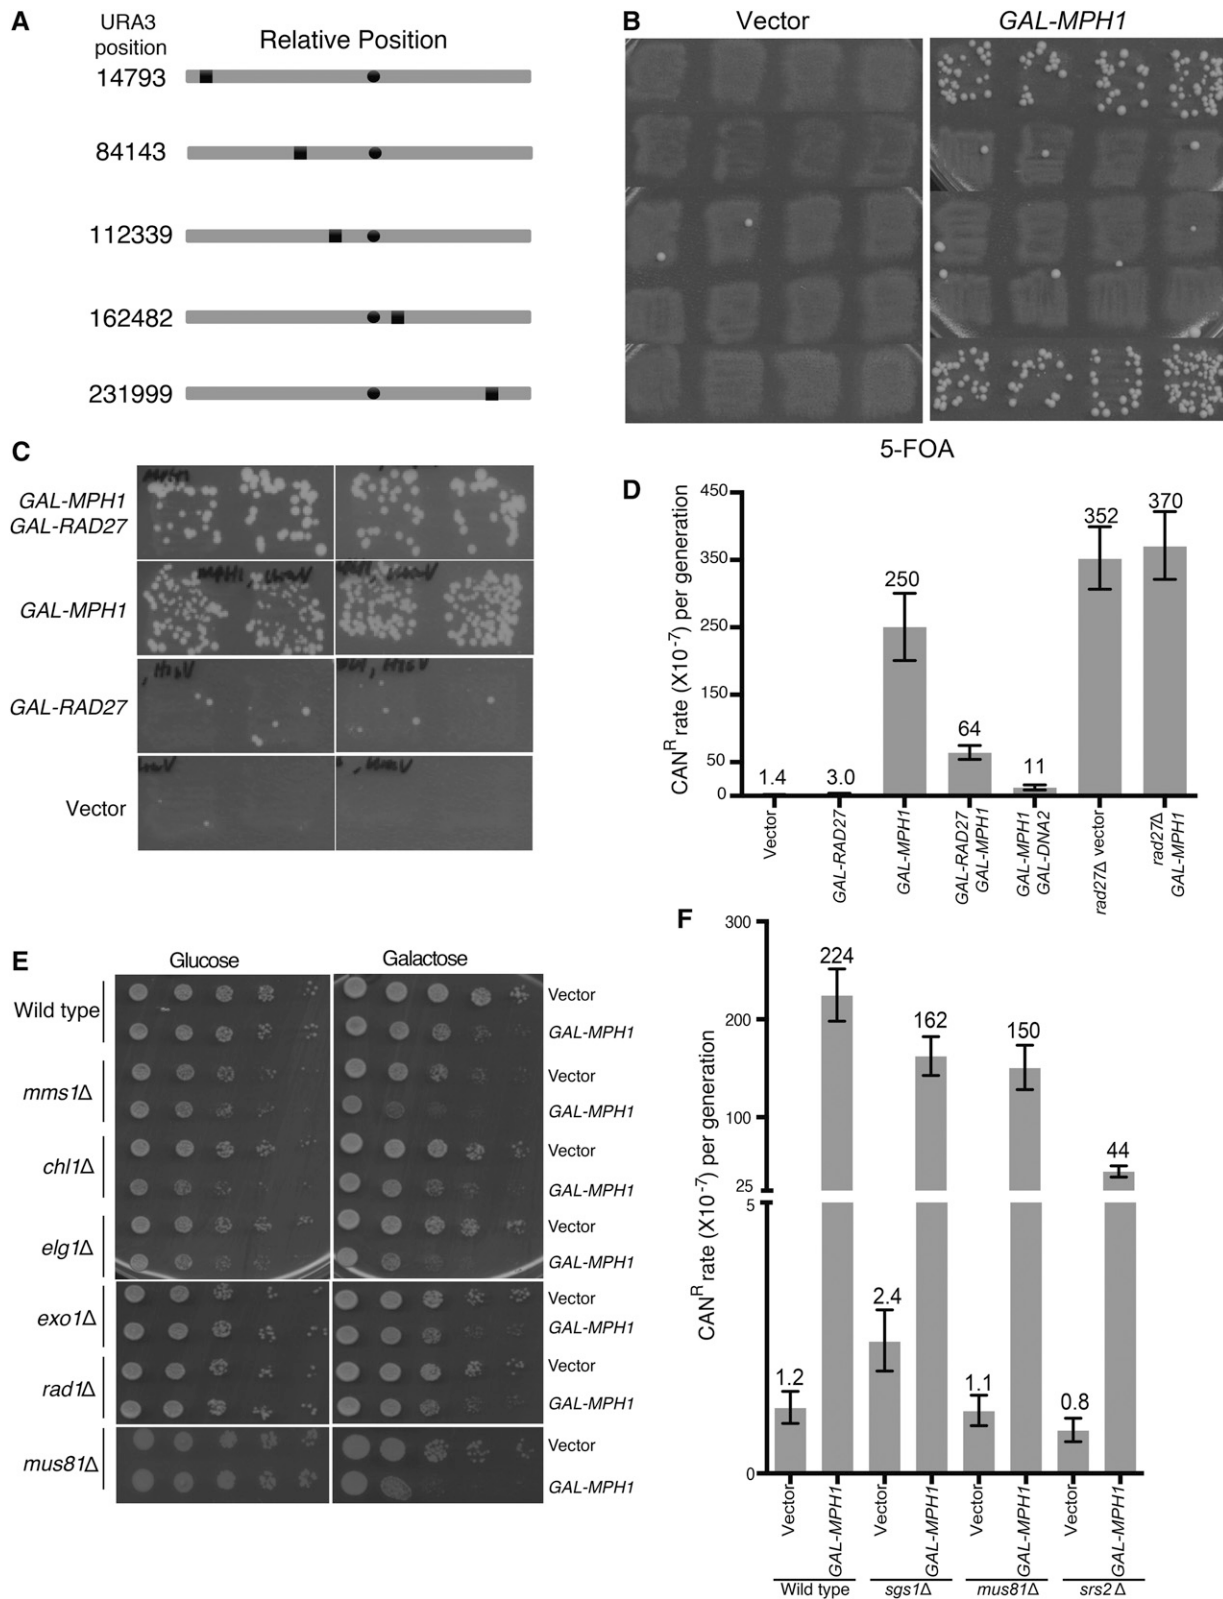 A
URA3
position
Relative Position
14793
84143
112339
162482
231999
B
Vector
GAL-MPH1
5-FOA
C
GAL-MPH1
GAL-RAD27
GAL-MPH1
GAL-RAD27
Vector
D
CAN^R rate (X10^-7) per generation
450
350
250
150
50
0
1.4
3.0
250
64
11
352
370
Vector
GAL-RAD27
GAL-MPH1
GAL-RAD27
GAL-MPH1
GAL-MPH1
GAL-DNA2
rad27Δ vector
rad27Δ
GAL-MPH1
E
Glucose
Galactose
Wild type
Vector
GAL-MPH1
mms1Δ
Vector
GAL-MPH1
chl1Δ
Vector
GAL-MPH1
elg1Δ
Vector
GAL-MPH1
exo1Δ
Vector
GAL-MPH1
rad1Δ
Vector
GAL-MPH1
mus81Δ
Vector
GAL-MPH1
F
CAN^R rate (X10^-7) per generation
300
200
100
25
5
0
1.2
224
2.4
162
1.1
150
0.8
44
Vector
GAL-MPH1
Vector
GAL-MPH1
Vector
GAL-MPH1
Vector
GAL-MPH1
Wild type
sgs1Δ
mus81Δ
srs2 Δ